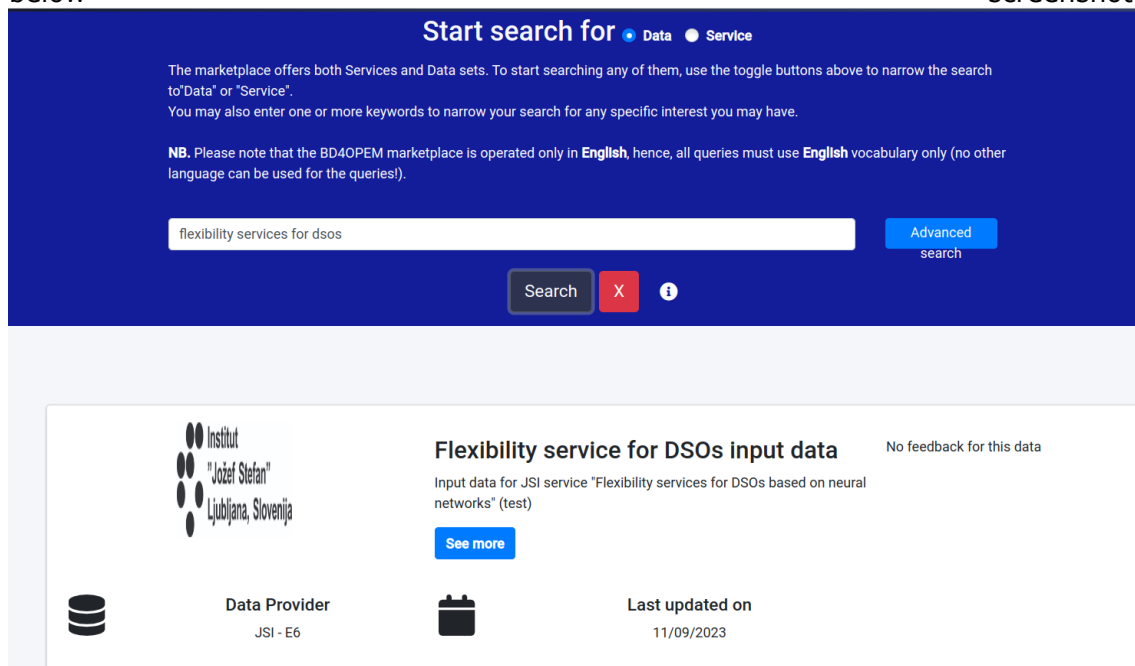 below screenshot
Start search for Data Service
The marketplace offers both Services and Data sets. To start searching any of them, use the toggle buttons above to narrow the search
to"Data" or "Service".
You may also enter one or more keywords to narrow your search for any specific interest you may have.
NB. Please note that the BD4OPEM marketplace is operated only in English, hence, all queries must use English vocabulary only (no other
language can be used for the queries!).
flexibility services for dsos
Advanced
search
Search X
Institut
"Jožef Stefan"
Ljubljana, Slovenija
Flexibility service for DSOs input data
Input data for JSI service "Flexibility services for DSOs based on neural
networks" (test)
See more
No feedback for this data
Data Provider
JSI - E6
Last updated on
11/09/2023